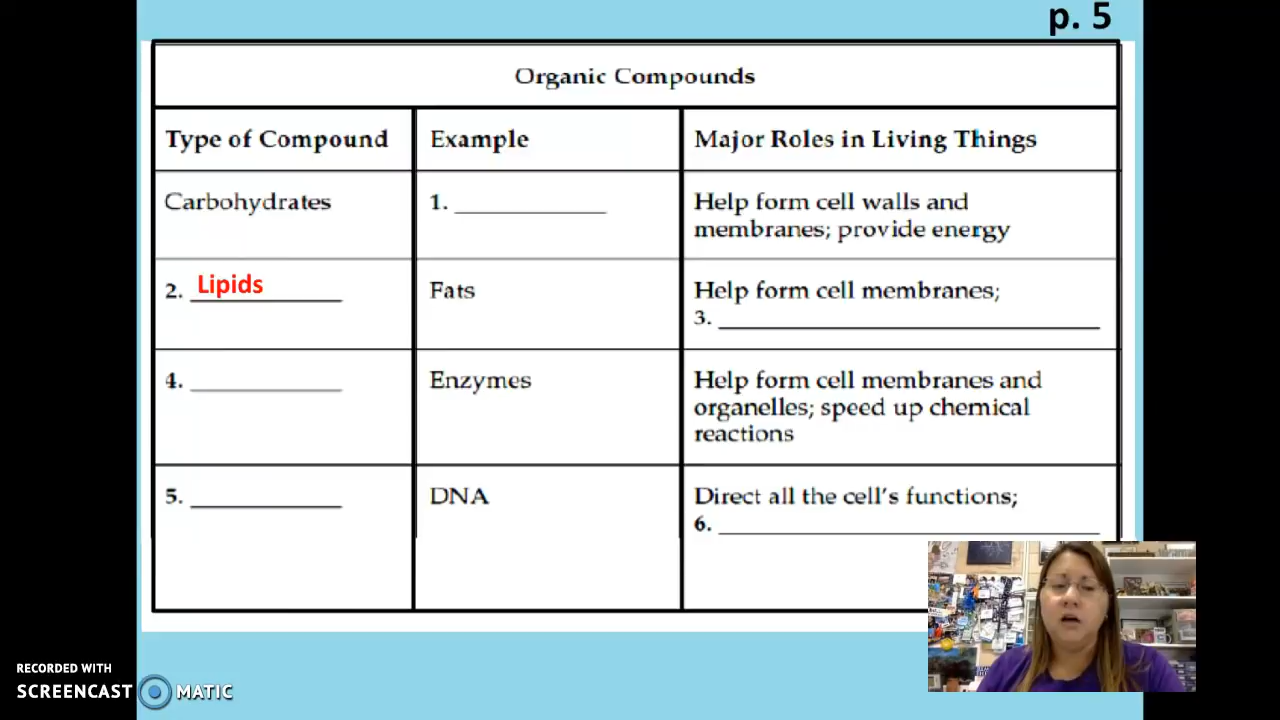 p. 5
Organic Compounds
Type of Compound
Example
Major Roles in Living Things
Carbohydrates
1. ____________
Help form cell walls and
membranes; provide energy
2. Lipids
Fats
Help form cell membranes;
3. ____________
4. ____________
Enzymes
Help form cell membranes and
organelles; speed up chemical
reactions
5. ____________
DNA
Direct all the cell's functions;
6. ____________
RECORDED WITH
SCREENCAST MATIC